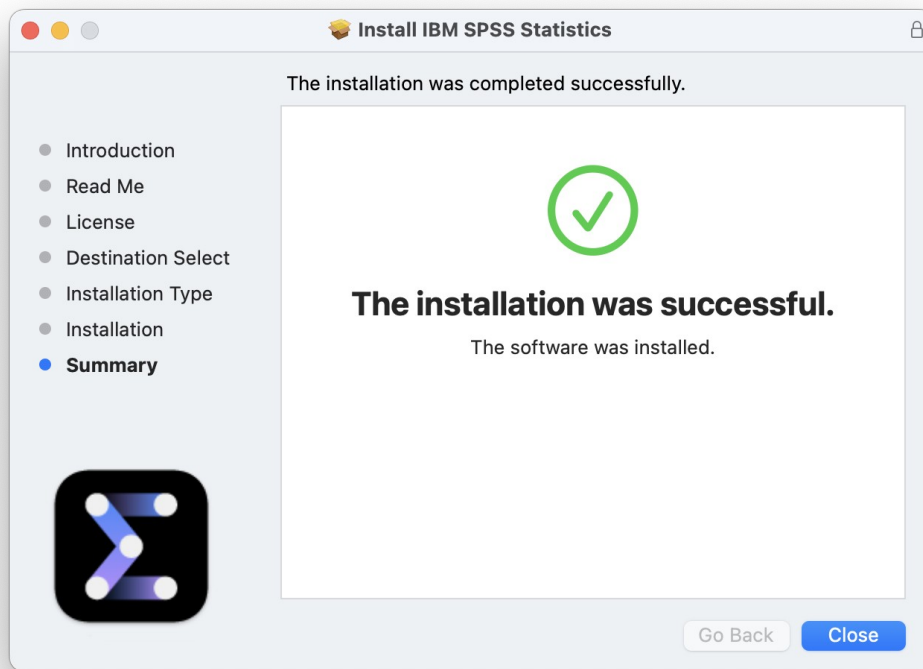 Install IBM SPSS Statistics
The installation was completed successfully.
Introduction
Read Me
License
Destination Select
Installation Type
Installation
Summary
The installation was successful.
The software was installed.
Go Back
Close